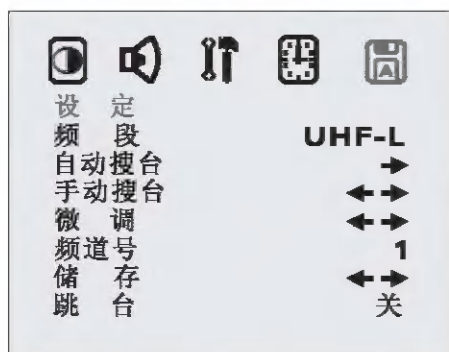 A
设 定
频 段 UHF-L
自动搜台 →
手动搜台 ←→
微 调 ←→
频道号 1
储 存 ←→
跳 台 关